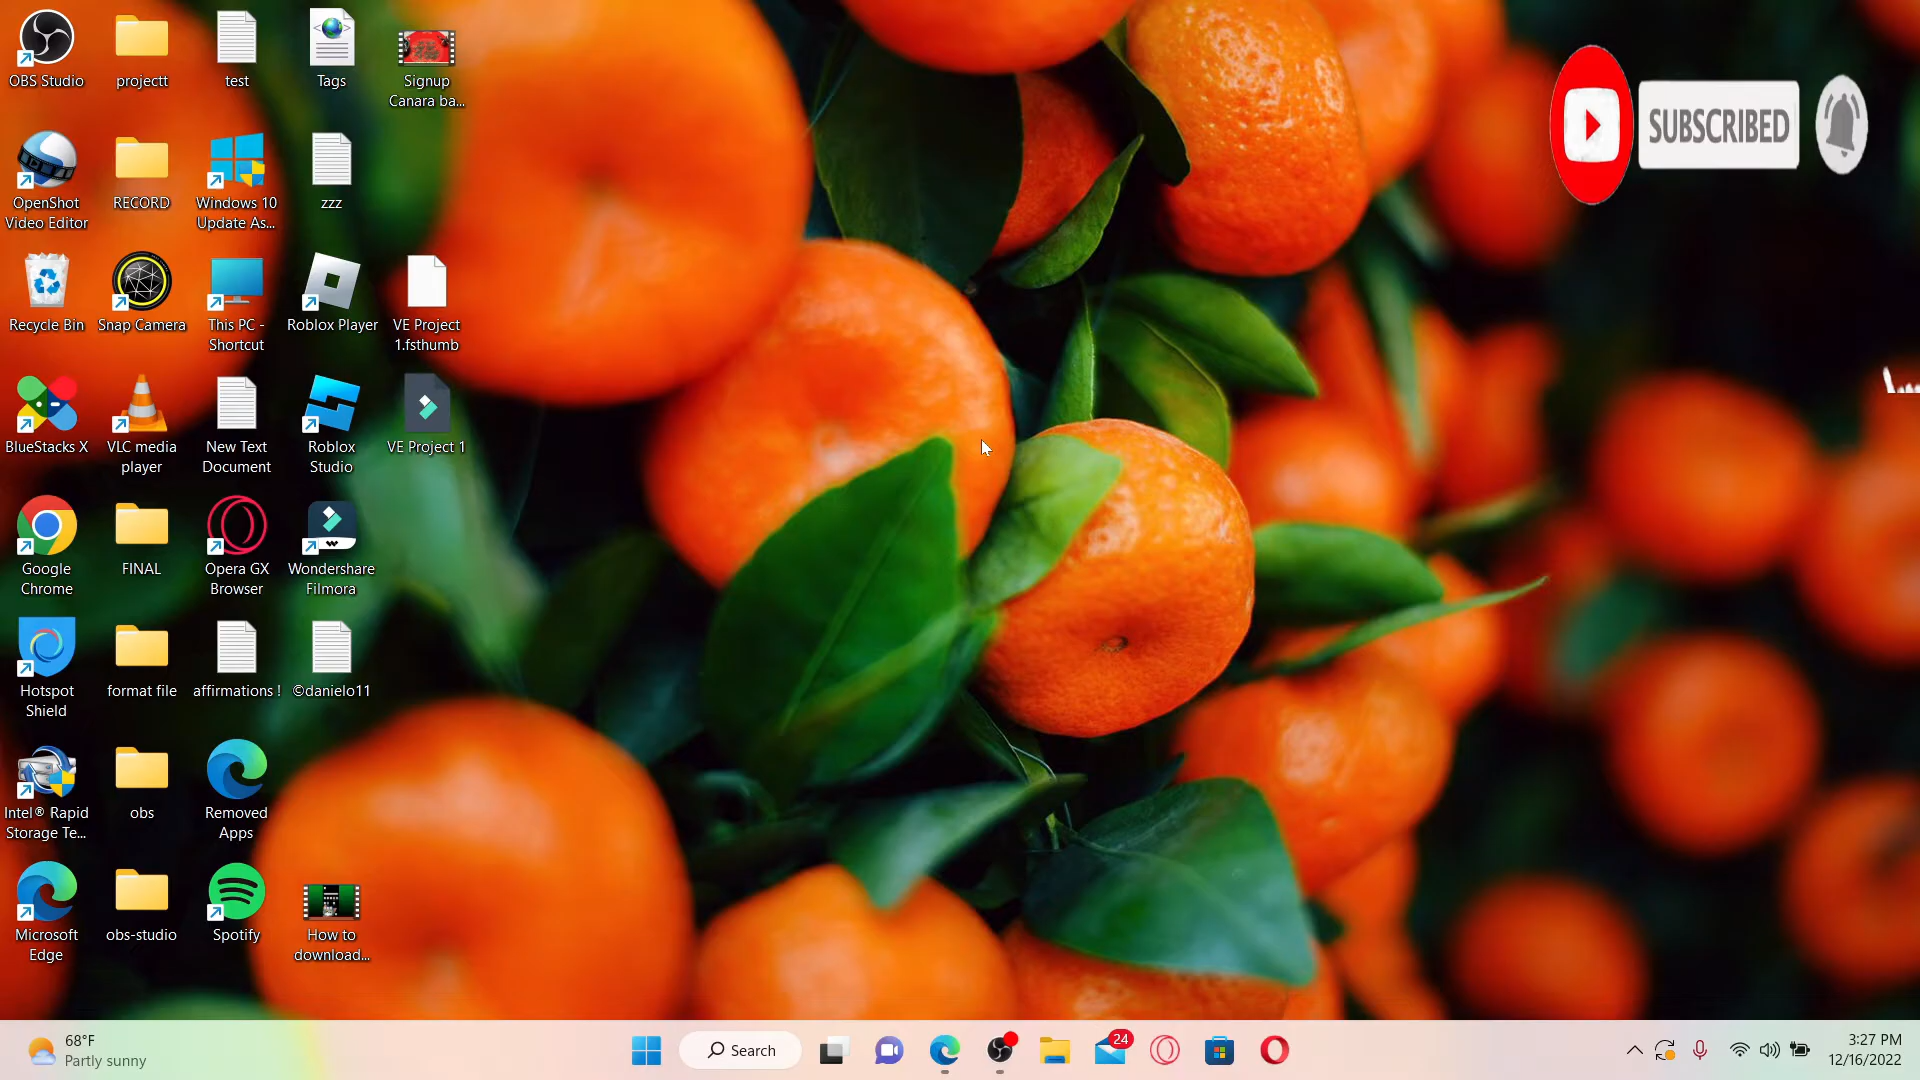 OBS Studio
projectt
test
Tags
Signup
Canara ba...
SUBSCRIBED
OpenShot
Video Editor
RECORD
Windows 10
Update As...
zzz
Recycle Bin
Snap Camera
This PC -
Shortcut
Roblox Player
VE Project
1.fsthumb
BlueStacks X
VLC media
player
New Text
Document
Roblox
Studio
VE Project 1
Google
Chrome
FINAL
Opera GX
Browser
Wondershare
Filmora
Hotspot
Shield
format file
affirmations !
©danielo11
Intel® Rapid
Storage Te...
obs
Removed
Apps
Microsoft
Edge
obs-studio
Spotify
How to
download...
68°F
Partly sunny
Search
24
3:27 PM
12/16/2022